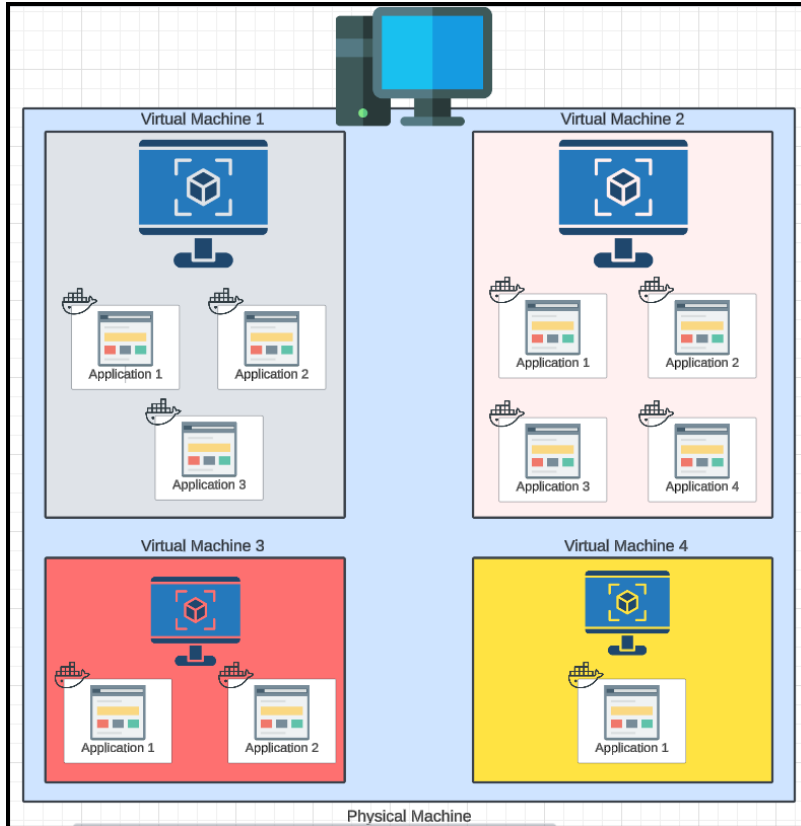 Virtual Machine 1
Application 1
Application 2
Application 3
Virtual Machine 2
Application 1
Application 2
Application 3
Application 4
Virtual Machine 3
Application 1
Application 2
Virtual Machine 4
Application 1
Physical Machine